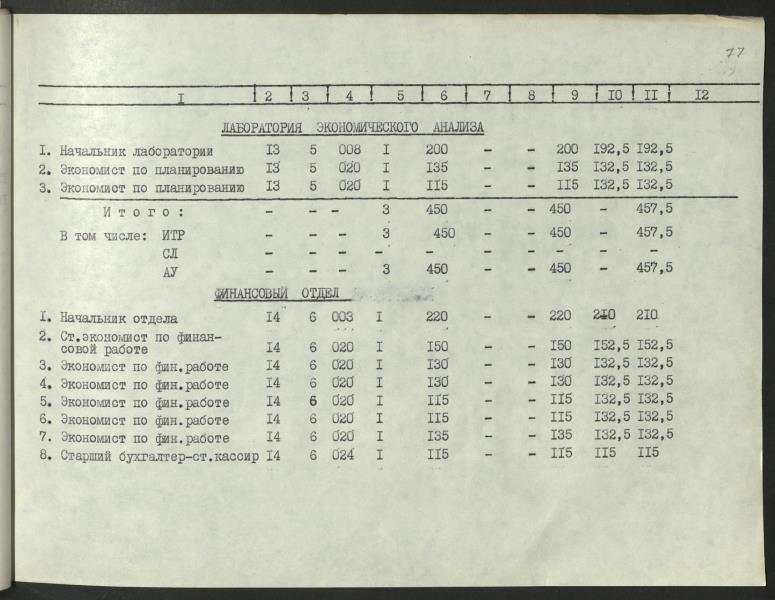 77
I ! 2 ! 3 ! 4 ! 5 ! 6 ! 7 ! 8 ! 9 ! I0 ! II ! I2
ЛАБОРАТОРИЯ ЭКОНОМИЧЕСКОГО АНАЛИЗА
I. Начальник лаборатории I3 5 008 I 200 - - 200 I92,5 I92,5
2. Экономист по планированию I3 5 020 I I35 - - I35 I32,5 I32,5
3. Экономист по планированию I3 5 020 I II5 - - II5 I32,5 I32,5
И т о г о : - - - 3 450 - - 450 - 457,5
В том числе: ИТР - - - 3 450 - - 450 - 457,5
СЛ - - - - - - - - - -
АУ - - - 3 450 - - 450 - 457,5
ФИНАНСОВЫЙ ОТДЕЛ
I. Начальник отдела I4 6 003 I 220 - - 220 2I0 2I0
2. Ст.экономист по финан-
совой работе I4 6 020 I I50 - - I50 I52,5 I52,5
3. Экономист по фин.работе I4 6 020 I I30 - - I30 I32,5 I32,5
4. Экономист по фин.работе I4 6 020 I I30 - - I30 I32,5 I32,5
5. Экономист по фин.работе I4 6 020 I II5 - - II5 I32,5 I32,5
6. Экономист по фин.работе I4 6 020 I II5 - - II5 I32,5 I32,5
7. Экономист по фин.работе I4 6 020 I I35 - - I35 I32,5 I32,5
8. Старший бухгалтер-ст.кассир I4 6 024 I II5 - - II5 II5 II5